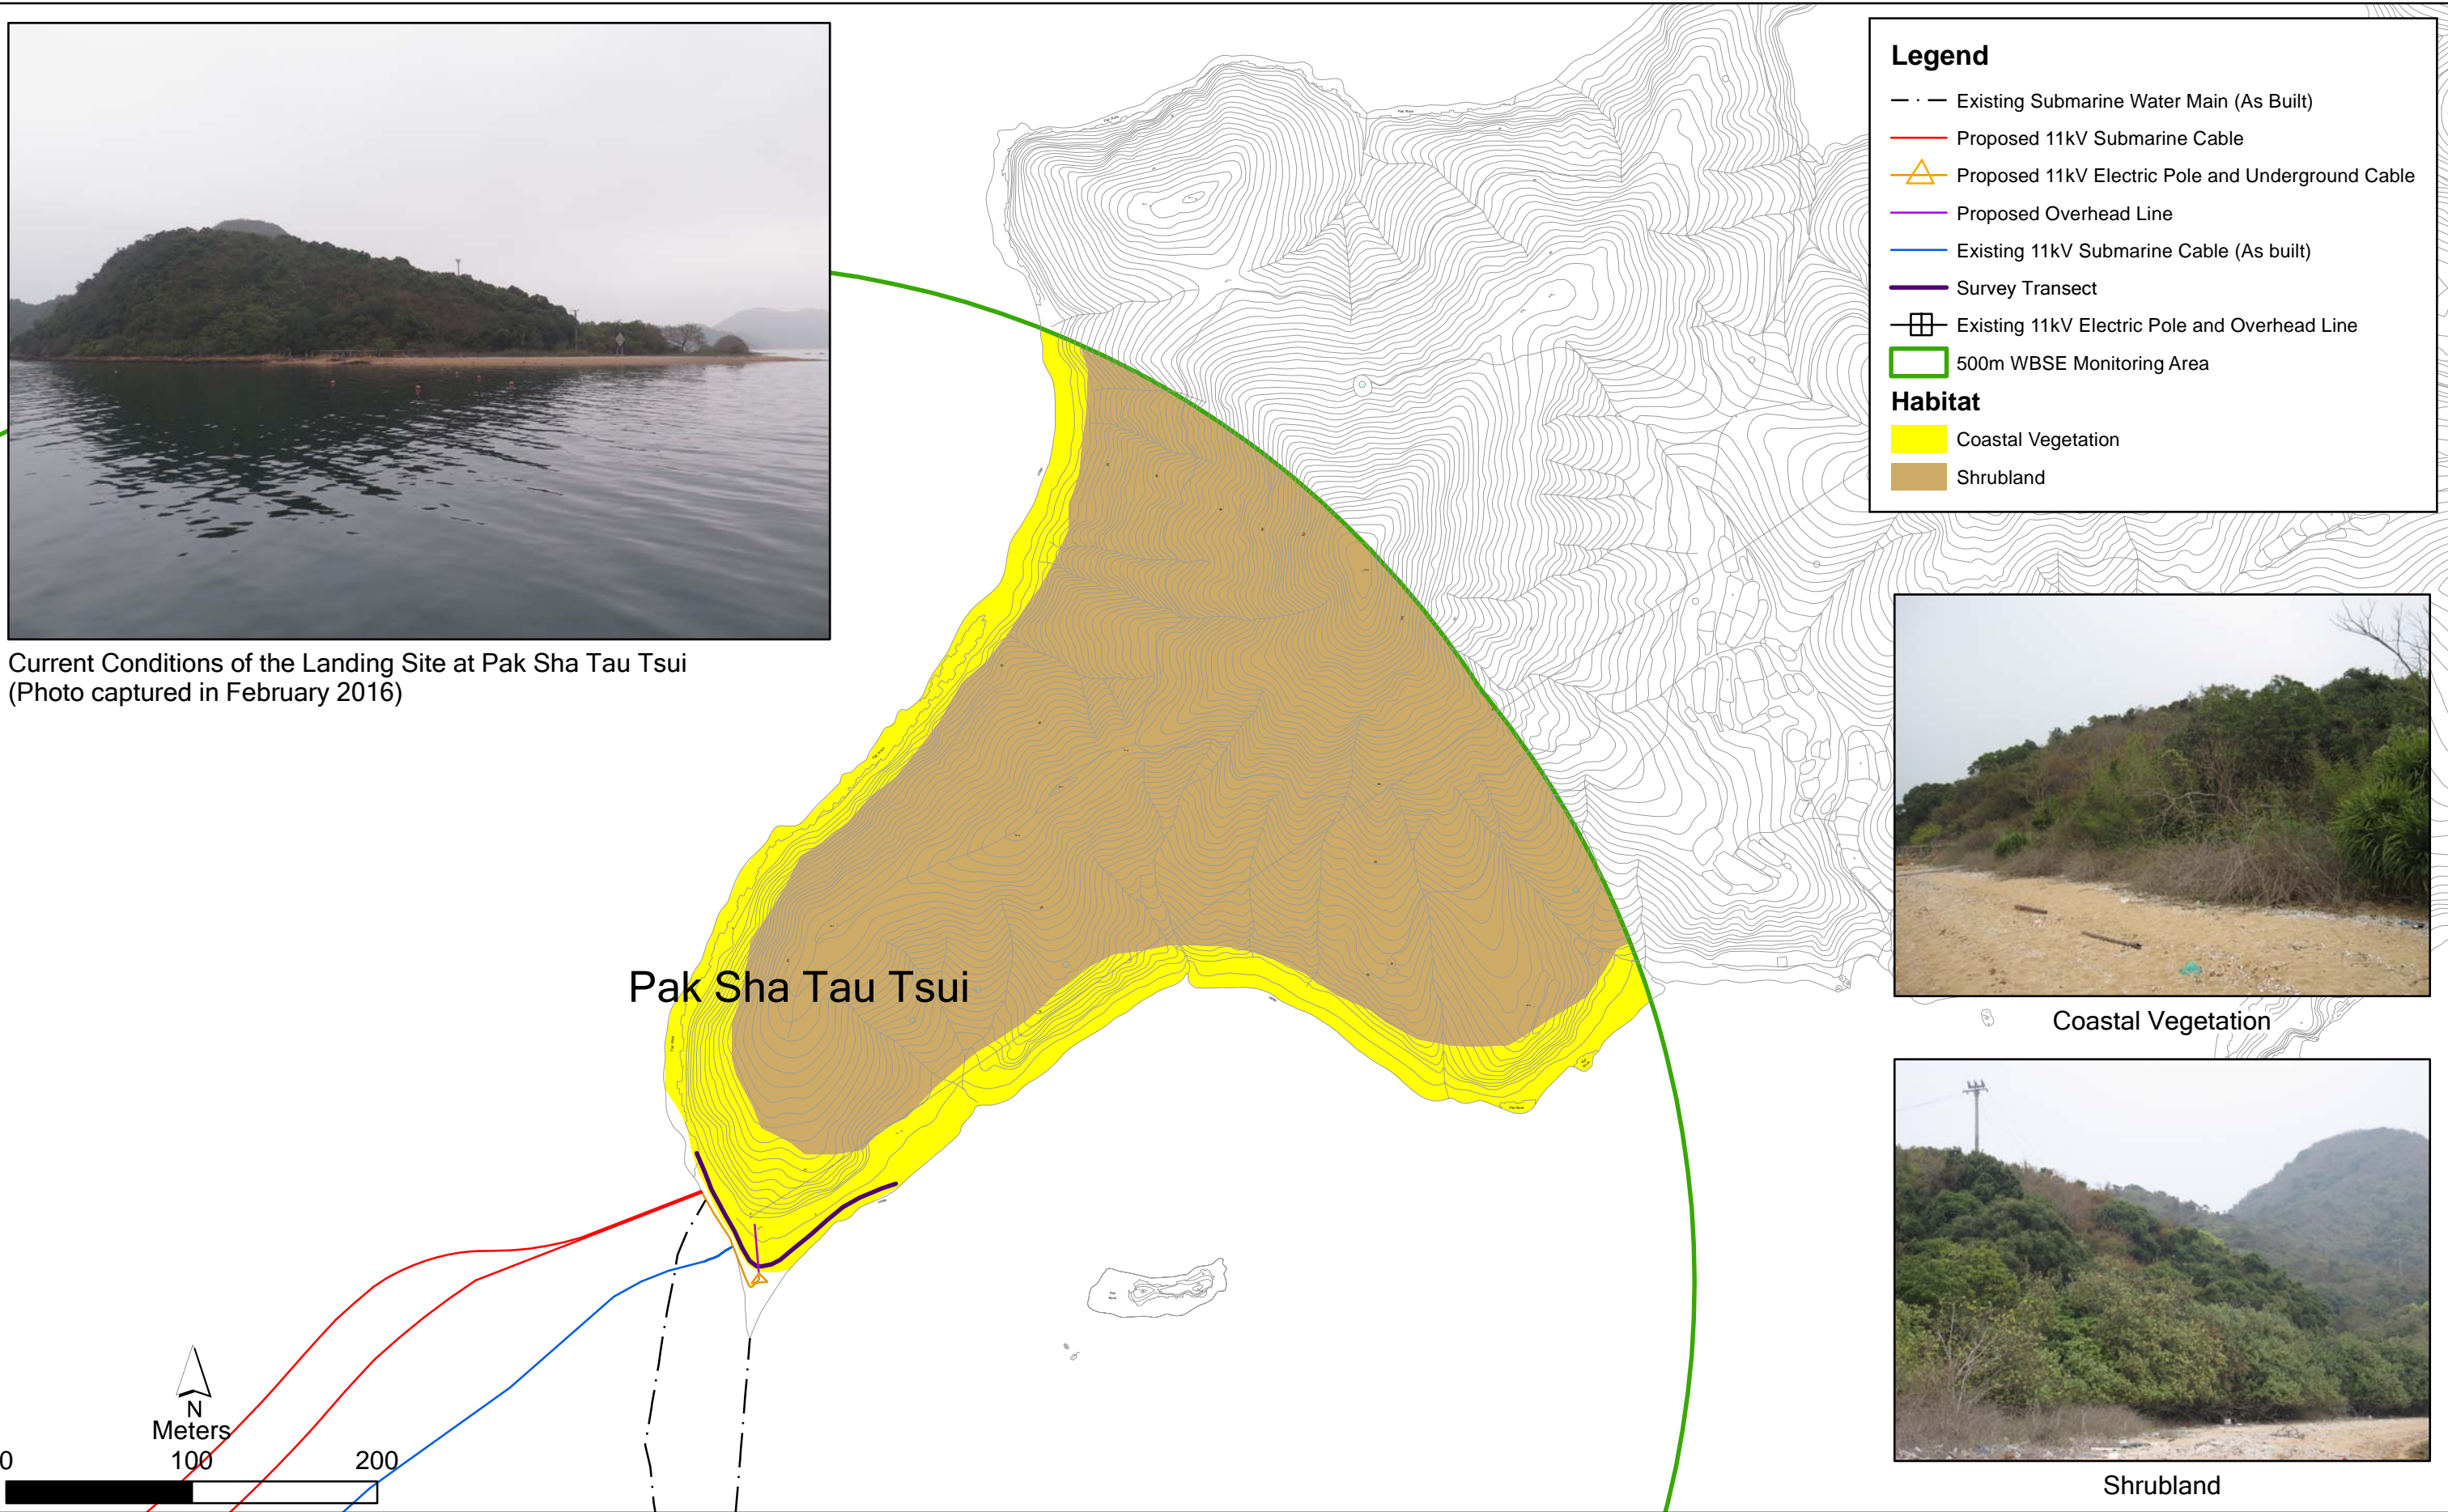 Legend
Existing Submarine Water Main (As Built)
Proposed 11kV Submarine Cable
Proposed 11kV Electric Pole and Underground Cable
Proposed Overhead Line
Existing 11kV Submarine Cable (As built)
Survey Transect
Existing 11kV Electric Pole and Overhead Line
500m WBSE Monitoring Area
Habitat
Coastal Vegetation
Shrubland
Current Conditions of the Landing Site at Pak Sha Tau Tsui
(Photo captured in February 2016)
Pak Sha Tau Tsui
Coastal Vegetation
Shrubland
N
Meters
0 100 200